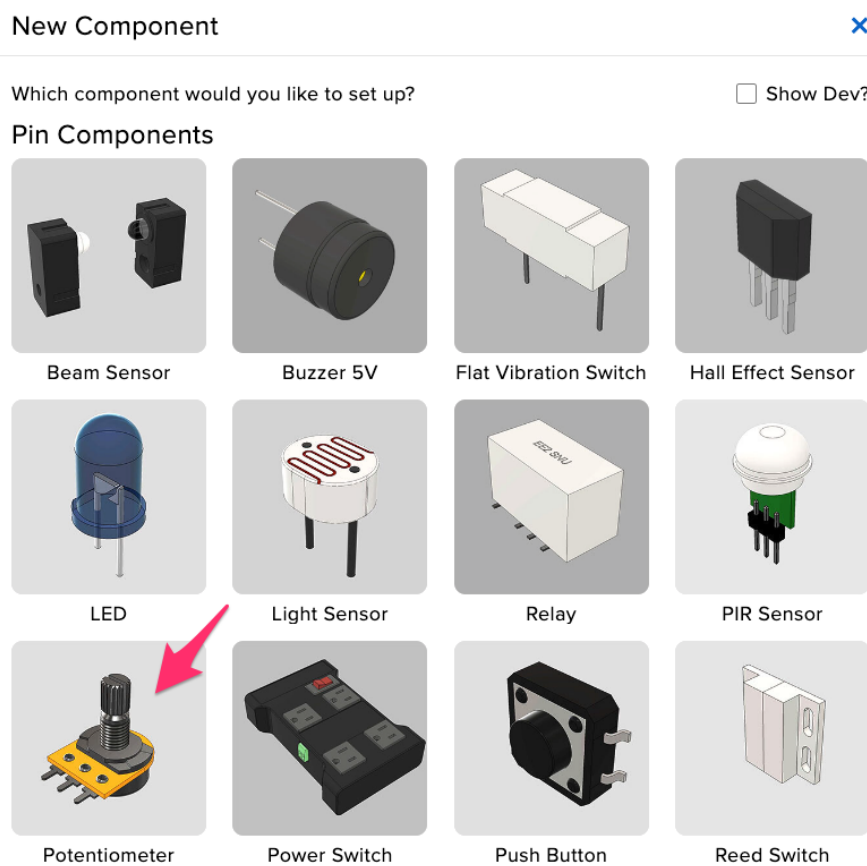 New Component
Which component would you like to set up?
Show Dev?
Pin Components
Beam Sensor
Buzzer 5V
Flat Vibration Switch
Hall Effect Sensor
EE2 SNU
LED
Light Sensor
Relay
PIR Sensor
Potentiometer
Power Switch
Push Button
Reed Switch